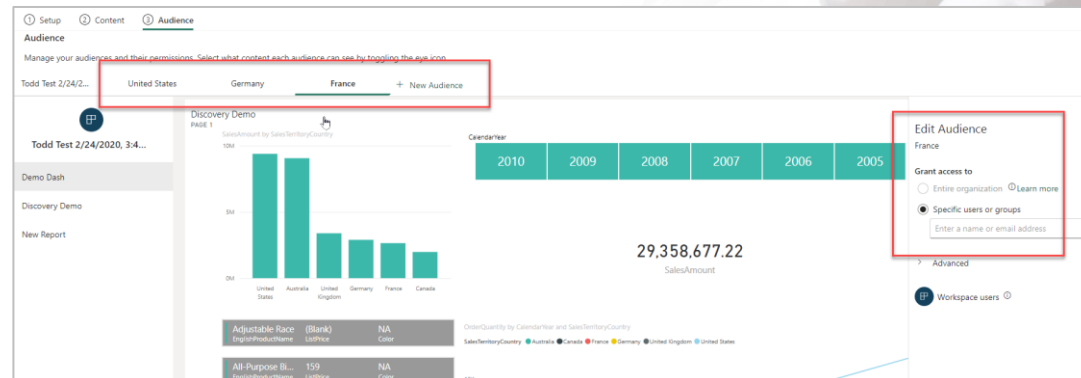 1 Setup 2 Content 3 Audience
Audience
Manage your audiences and their permissions. Select what content each audience can see by toggling the eye icon.
Todd Test 2/24/2... United States Germany France + New Audience
Todd Test 2/24/2020, 3:4...
Demo Dash
Discovery Demo
New Report
Discovery Demo
PAGE 1
SalesAmount by SalesTerritoryCountry
10M
5M
0M
United States
Australia
United Kingdom
Germany
France
Canada
CalendarYear
2010 2009 2008 2007 2006 2005
29,358,677.22
SalesAmount
Adjustable Race (Blank) NA
EnglishProductName ListPrice Color
All-Purpose Bi... 159 NA
EnglishProductName ListPrice Color
OrderQuantity by CalendarYear and SalesTerritoryCountry
SalesTerritoryCountry Australia Canada France Germany United Kingdom United States
Edit Audience
France
Grant access to
Entire organization Learn more
Specific users or groups
Enter a name or email address
Advanced
Workspace users